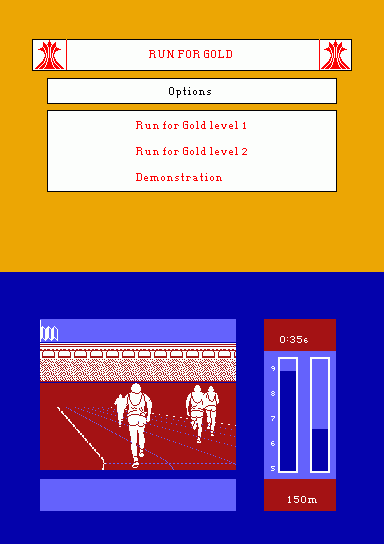 RUN FOR GOLD
Options
Run for Gold level 1
Run for Gold level 2
Demonstration
0:356
9
8
7
6
5
150m